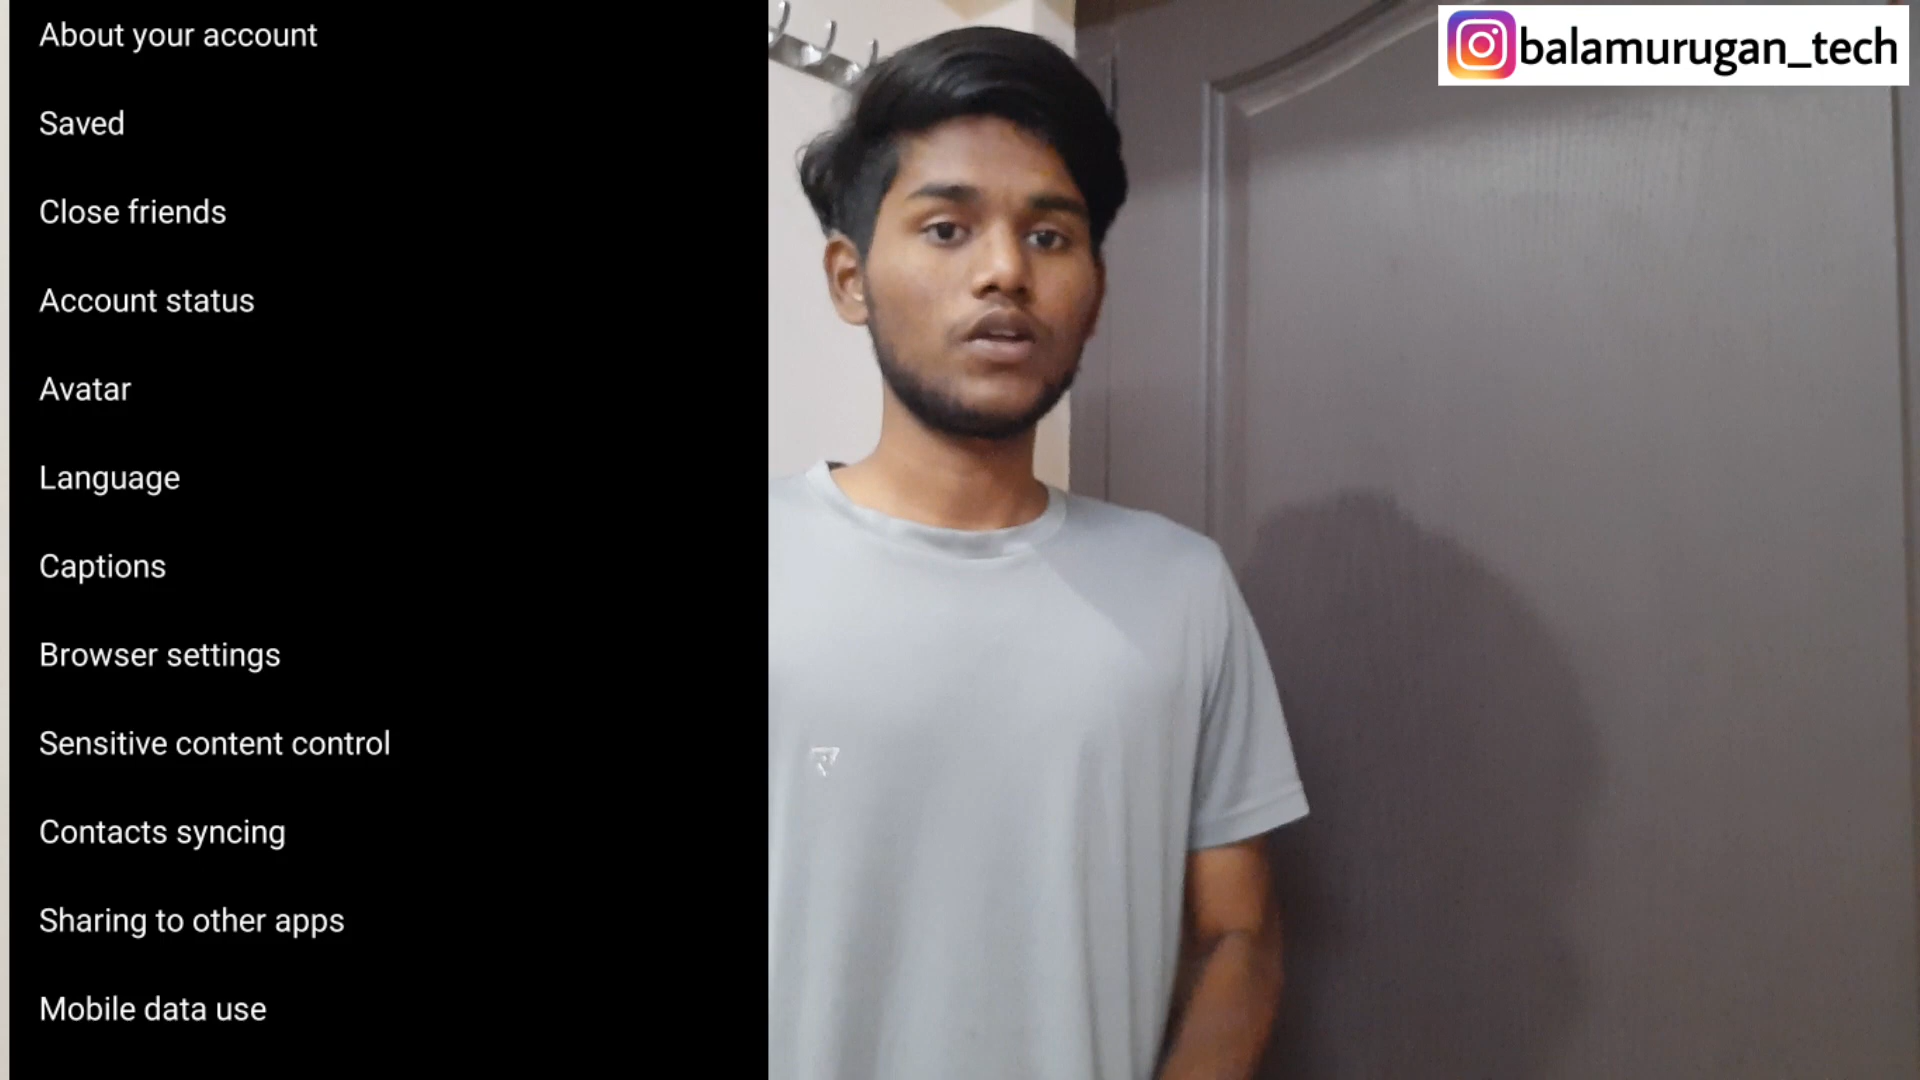 About your account
Saved
Close friends
Account status
Avatar
Language
Captions
Browser settings
Sensitive content control
Contacts syncing
Sharing to other apps
Mobile data use
balamurugan_tech